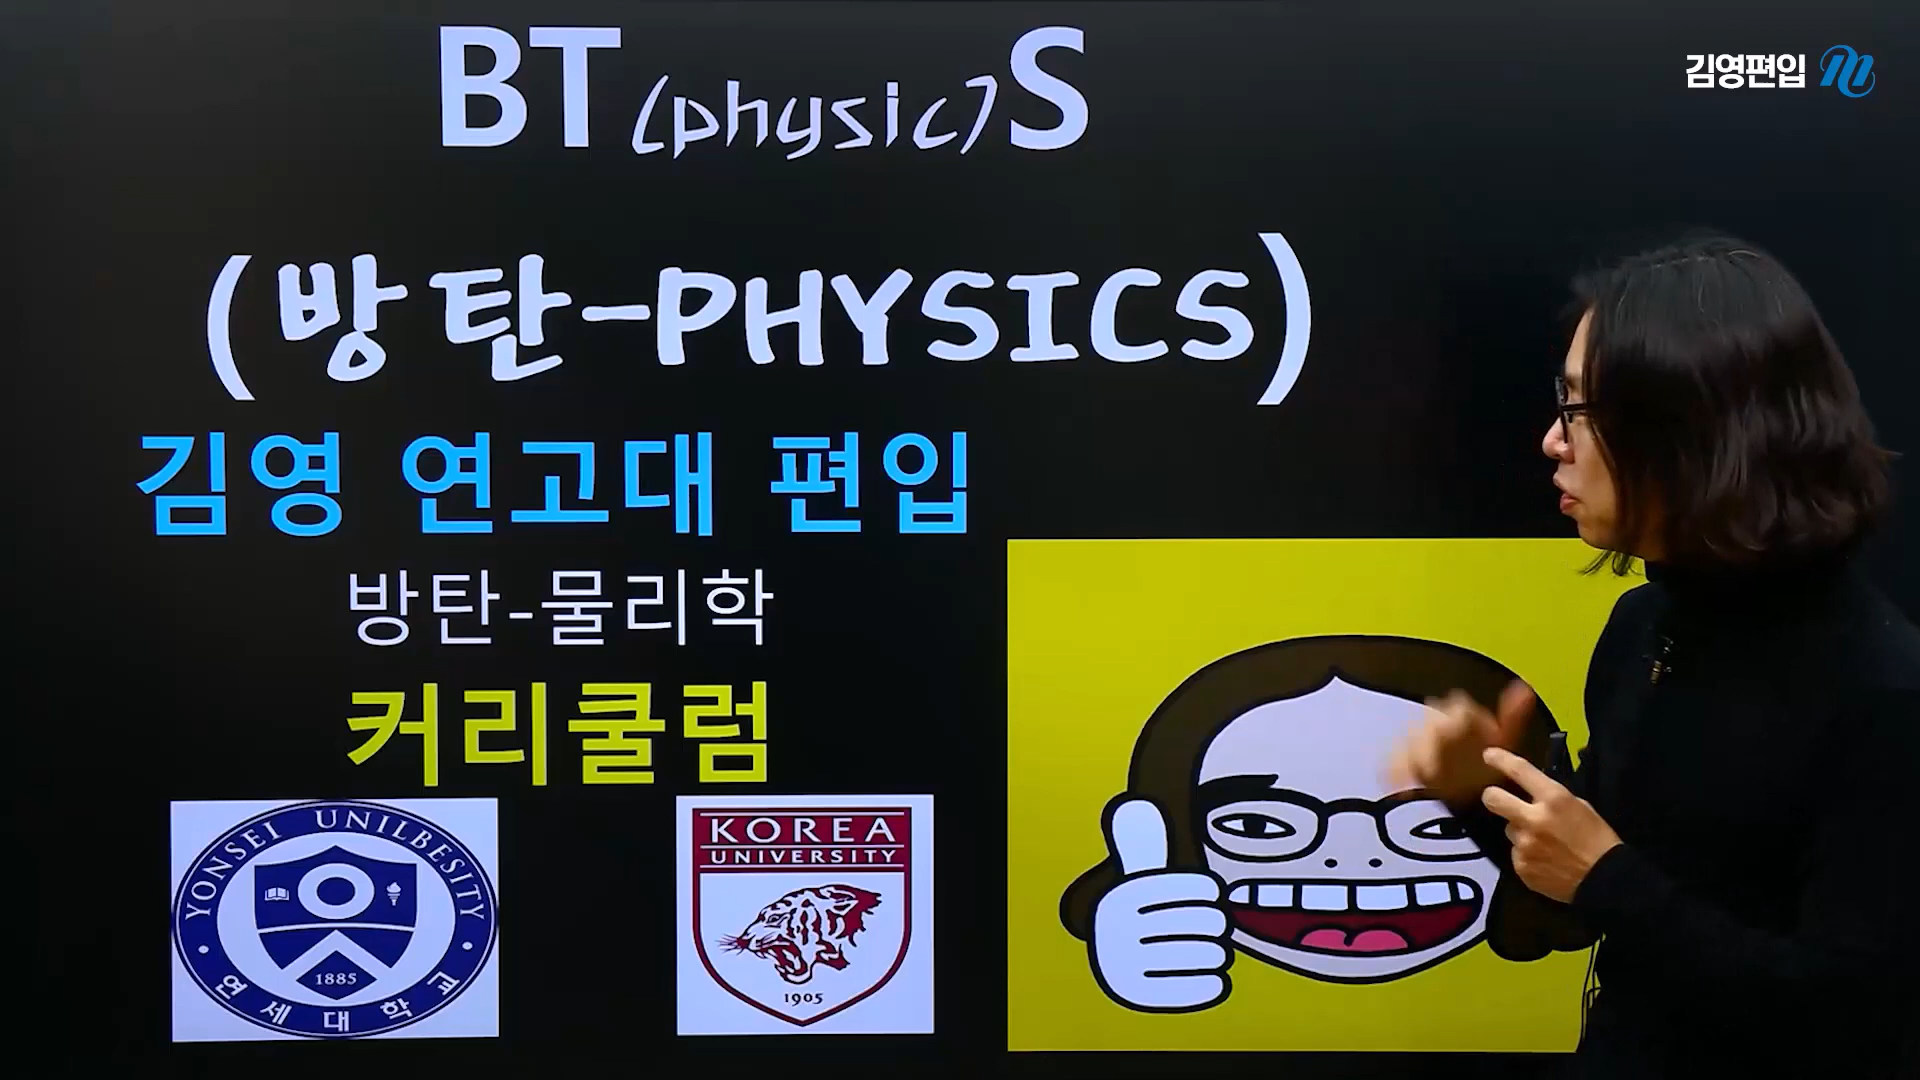 BT(physic)S
김영편입
(방탄-PHYSICS)
김영 연고대 편입
방탄-물리학
커리쿨럼
YONSEI UNILBESITY
1885
연세대학교
KOREA
UNIVERSITY
1905